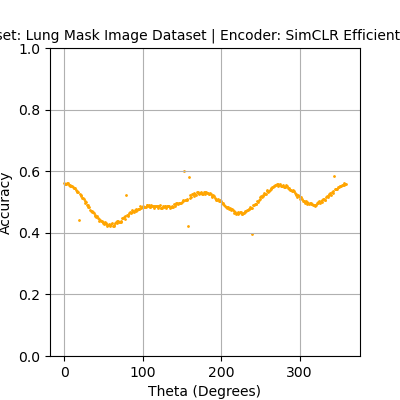 set: Lung Mask Image Dataset | Encoder: SimCLR Efficient
1.0
0.8
0.6
0.4
0.2
0.0
Accuracy
0 100 200 300
Theta (Degrees)